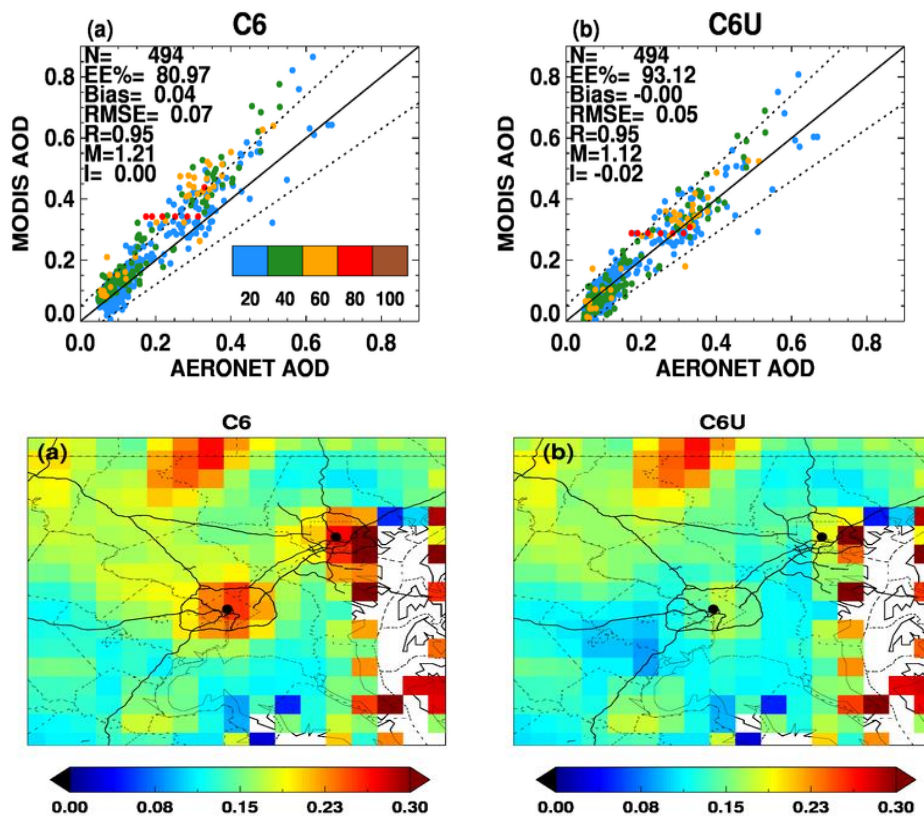 C6
(a)
N= 494
EE%= 80.97
Bias= 0.04
RMSE= 0.07
R=0.95
M=1.21
I= 0.00
MODIS AOD
0.8
0.6
0.4
0.2
0.0
20 40 60 80 100
0.0 0.2 0.4 0.6 0.8
AERONET AOD
C6U
(b)
N= 494
EE%= 93.12
Bias= -0.00
RMSE= 0.05
R=0.95
M=1.12
I= -0.02
MODIS AOD
0.8
0.6
0.4
0.2
0.0
0.0 0.2 0.4 0.6 0.8
AERONET AOD
C6
(a)
0.00 0.08 0.15 0.23 0.30
C6U
(b)
0.00 0.08 0.15 0.23 0.30